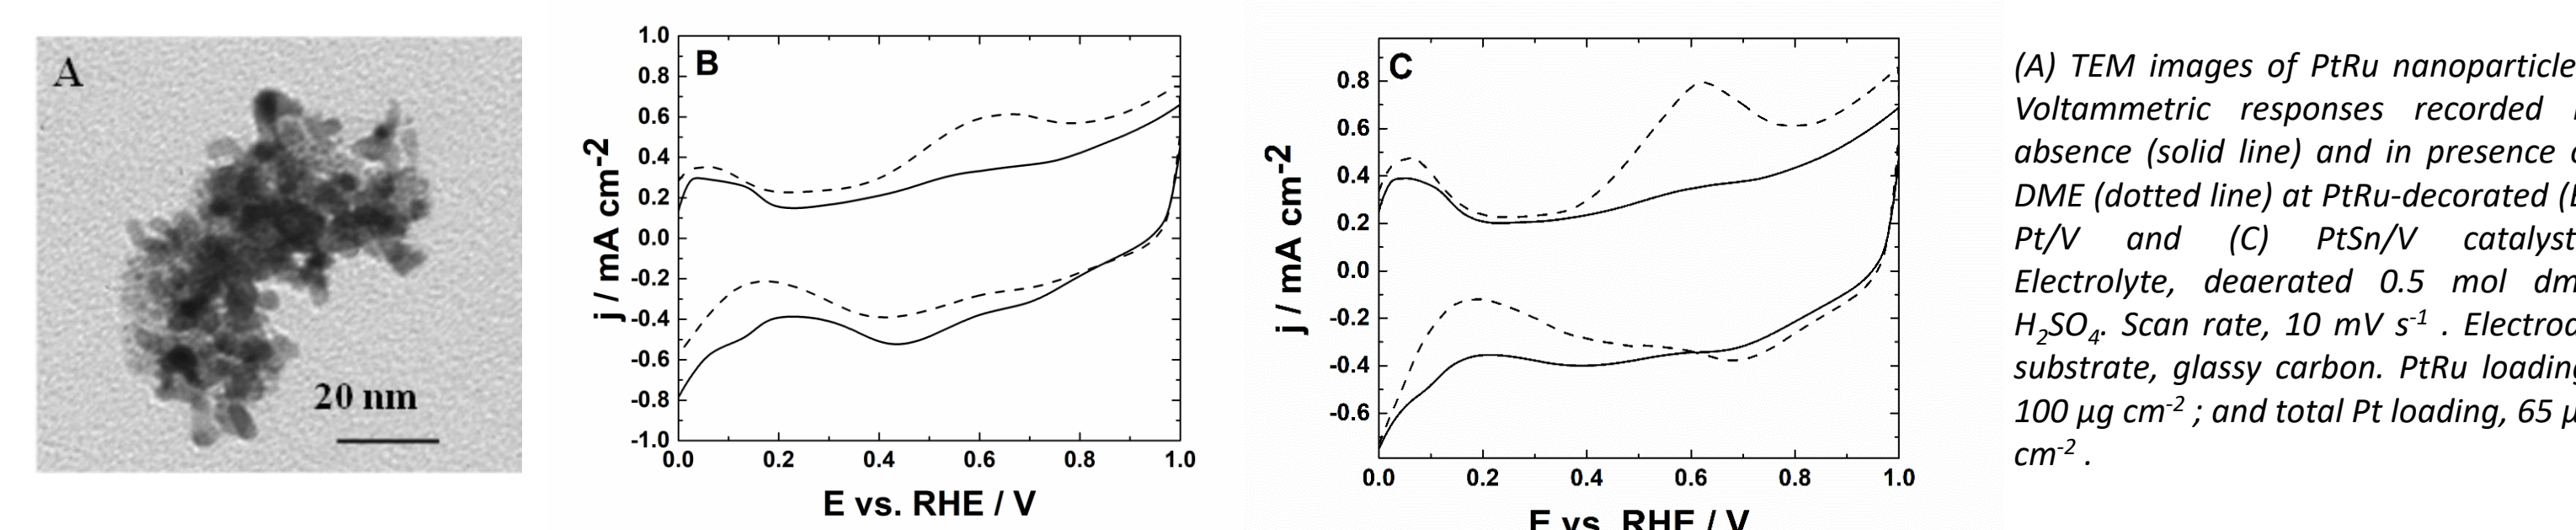 A
20 nm
B
1.0
0.8
0.6
0.4
0.2
0.0
-0.2
-0.4
-0.6
-0.8
-1.0
j / mA cm-2
0.0 0.2 0.4 0.6 0.8 1.0
E vs. RHE / V
C
0.8
0.6
0.4
0.2
0.0
-0.2
-0.4
-0.6
j / mA cm-2
0.0 0.2 0.4 0.6 0.8 1.0
E vs. RHE / V
(A) TEM images of PtRu nanoparticle
Voltammetric responses recorded
absence (solid line) and in presence
DME (dotted line) at PtRu-decorated
Pt/V and (C) PtSn/V catalyst
Electrolyte, deaerated 0.5 mol dm
H₂SO₄. Scan rate, 10 mV s⁻¹ . Electrod
substrate, glassy carbon. PtRu loading
100 μg cm⁻² ; and total Pt loading, 65
cm⁻² .